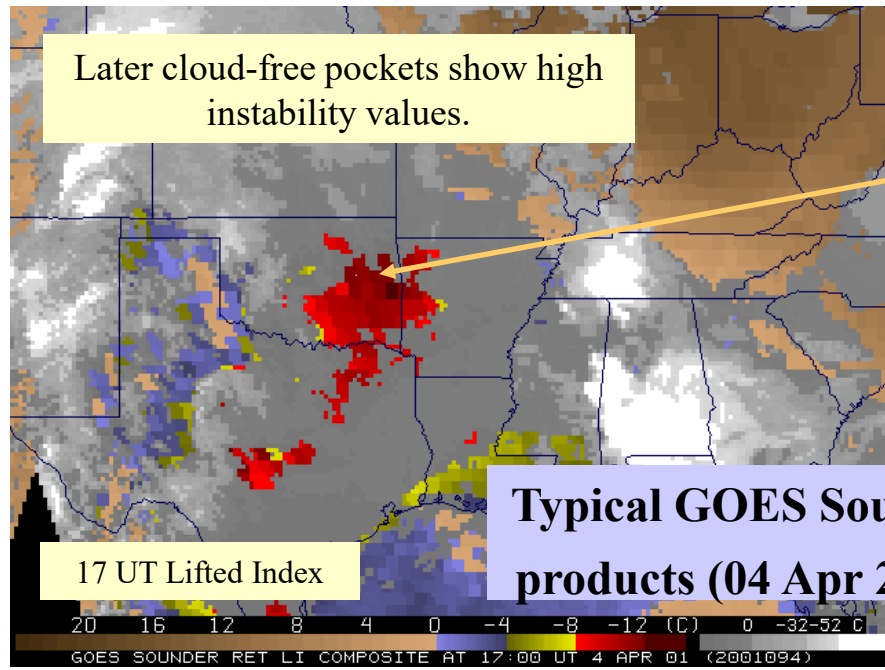 Later cloud-free pockets show high
instability values.
Typical GOES
products (04 Apr
17 UT Lifted Index
20 16 12 8 4 0 -4 -8 -12 (C) 0 -32-52 C
GOES SOUNDER RET LI COMPOSITE AT 17:00 UT 4 APR 01 (2001094)